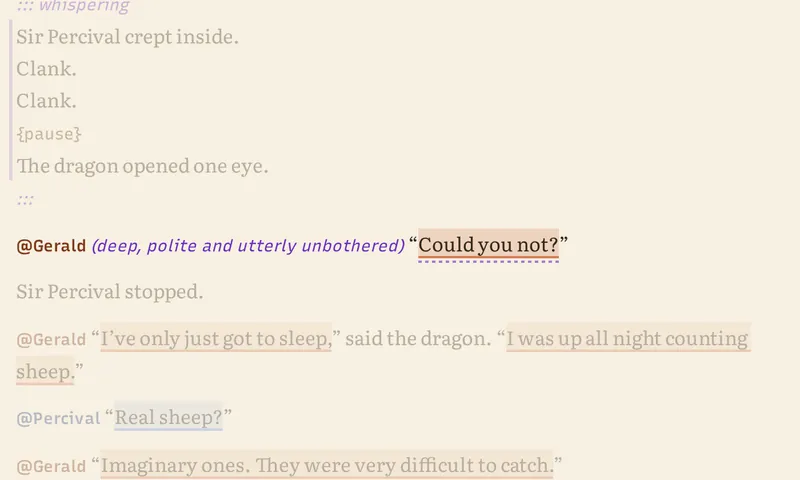 ::: whispering
Sir Percival crept inside.
Clank.
Clank.
{pause}
The dragon opened one eye.
:::
@Gerald (deep, polite and utterly unbothered) “Could you not?”
Sir Percival stopped.
@Gerald “I’ve only just got to sleep,” said the dragon. “I was up all night counting
sheep.”
@Percival “Real sheep?”
@Gerald “Imaginary ones. They were very difficult to catch.”